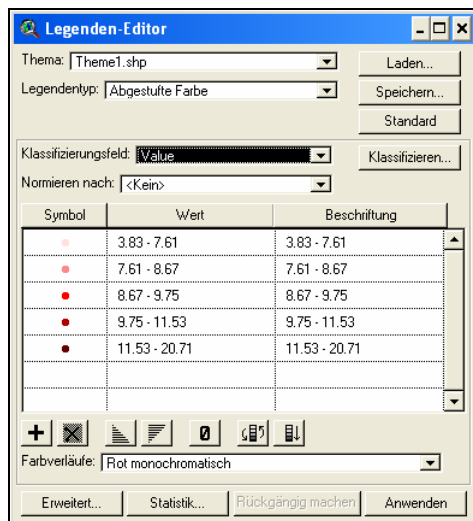 Legenden-Editor
Thema: Theme1.shp
Laden...
Legendentyp: Abgestufte Farbe
Speichern...
Standard
Klassifizierungsfeld: Value
Klassifizieren...
Normieren nach: <Kein>
Symbol Wert Beschriftung
3.83 - 7.61 3.83 - 7.61
7.61 - 8.67 7.61 - 8.67
8.67 - 9.75 8.67 - 9.75
9.75 - 11.53 9.75 - 11.53
11.53 - 20.71 11.53 - 20.71
0
Farbverläufe: Rot monochromatisch
Erweitert... Statistik... Rückgängig machen Anwenden